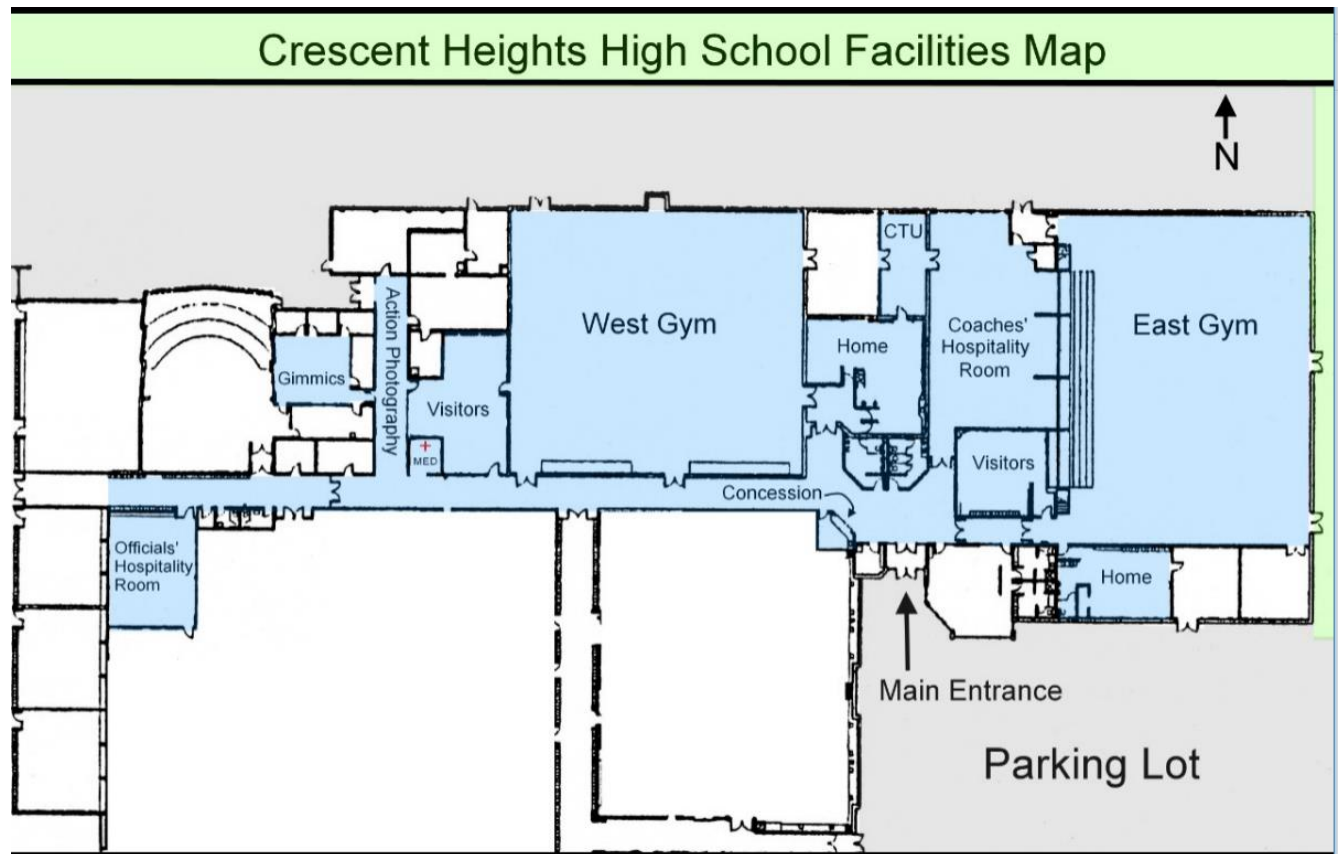 Crescent Heights High School Facilities Map
N
CTU
Action Photography
West Gym
East Gym
Home
Coaches'
Hospitality
Room
Gimmics
Visitors
+
MED
Visitors
Concession
Officials'
Hospitality
Room
Home
Main Entrance
Parking Lot